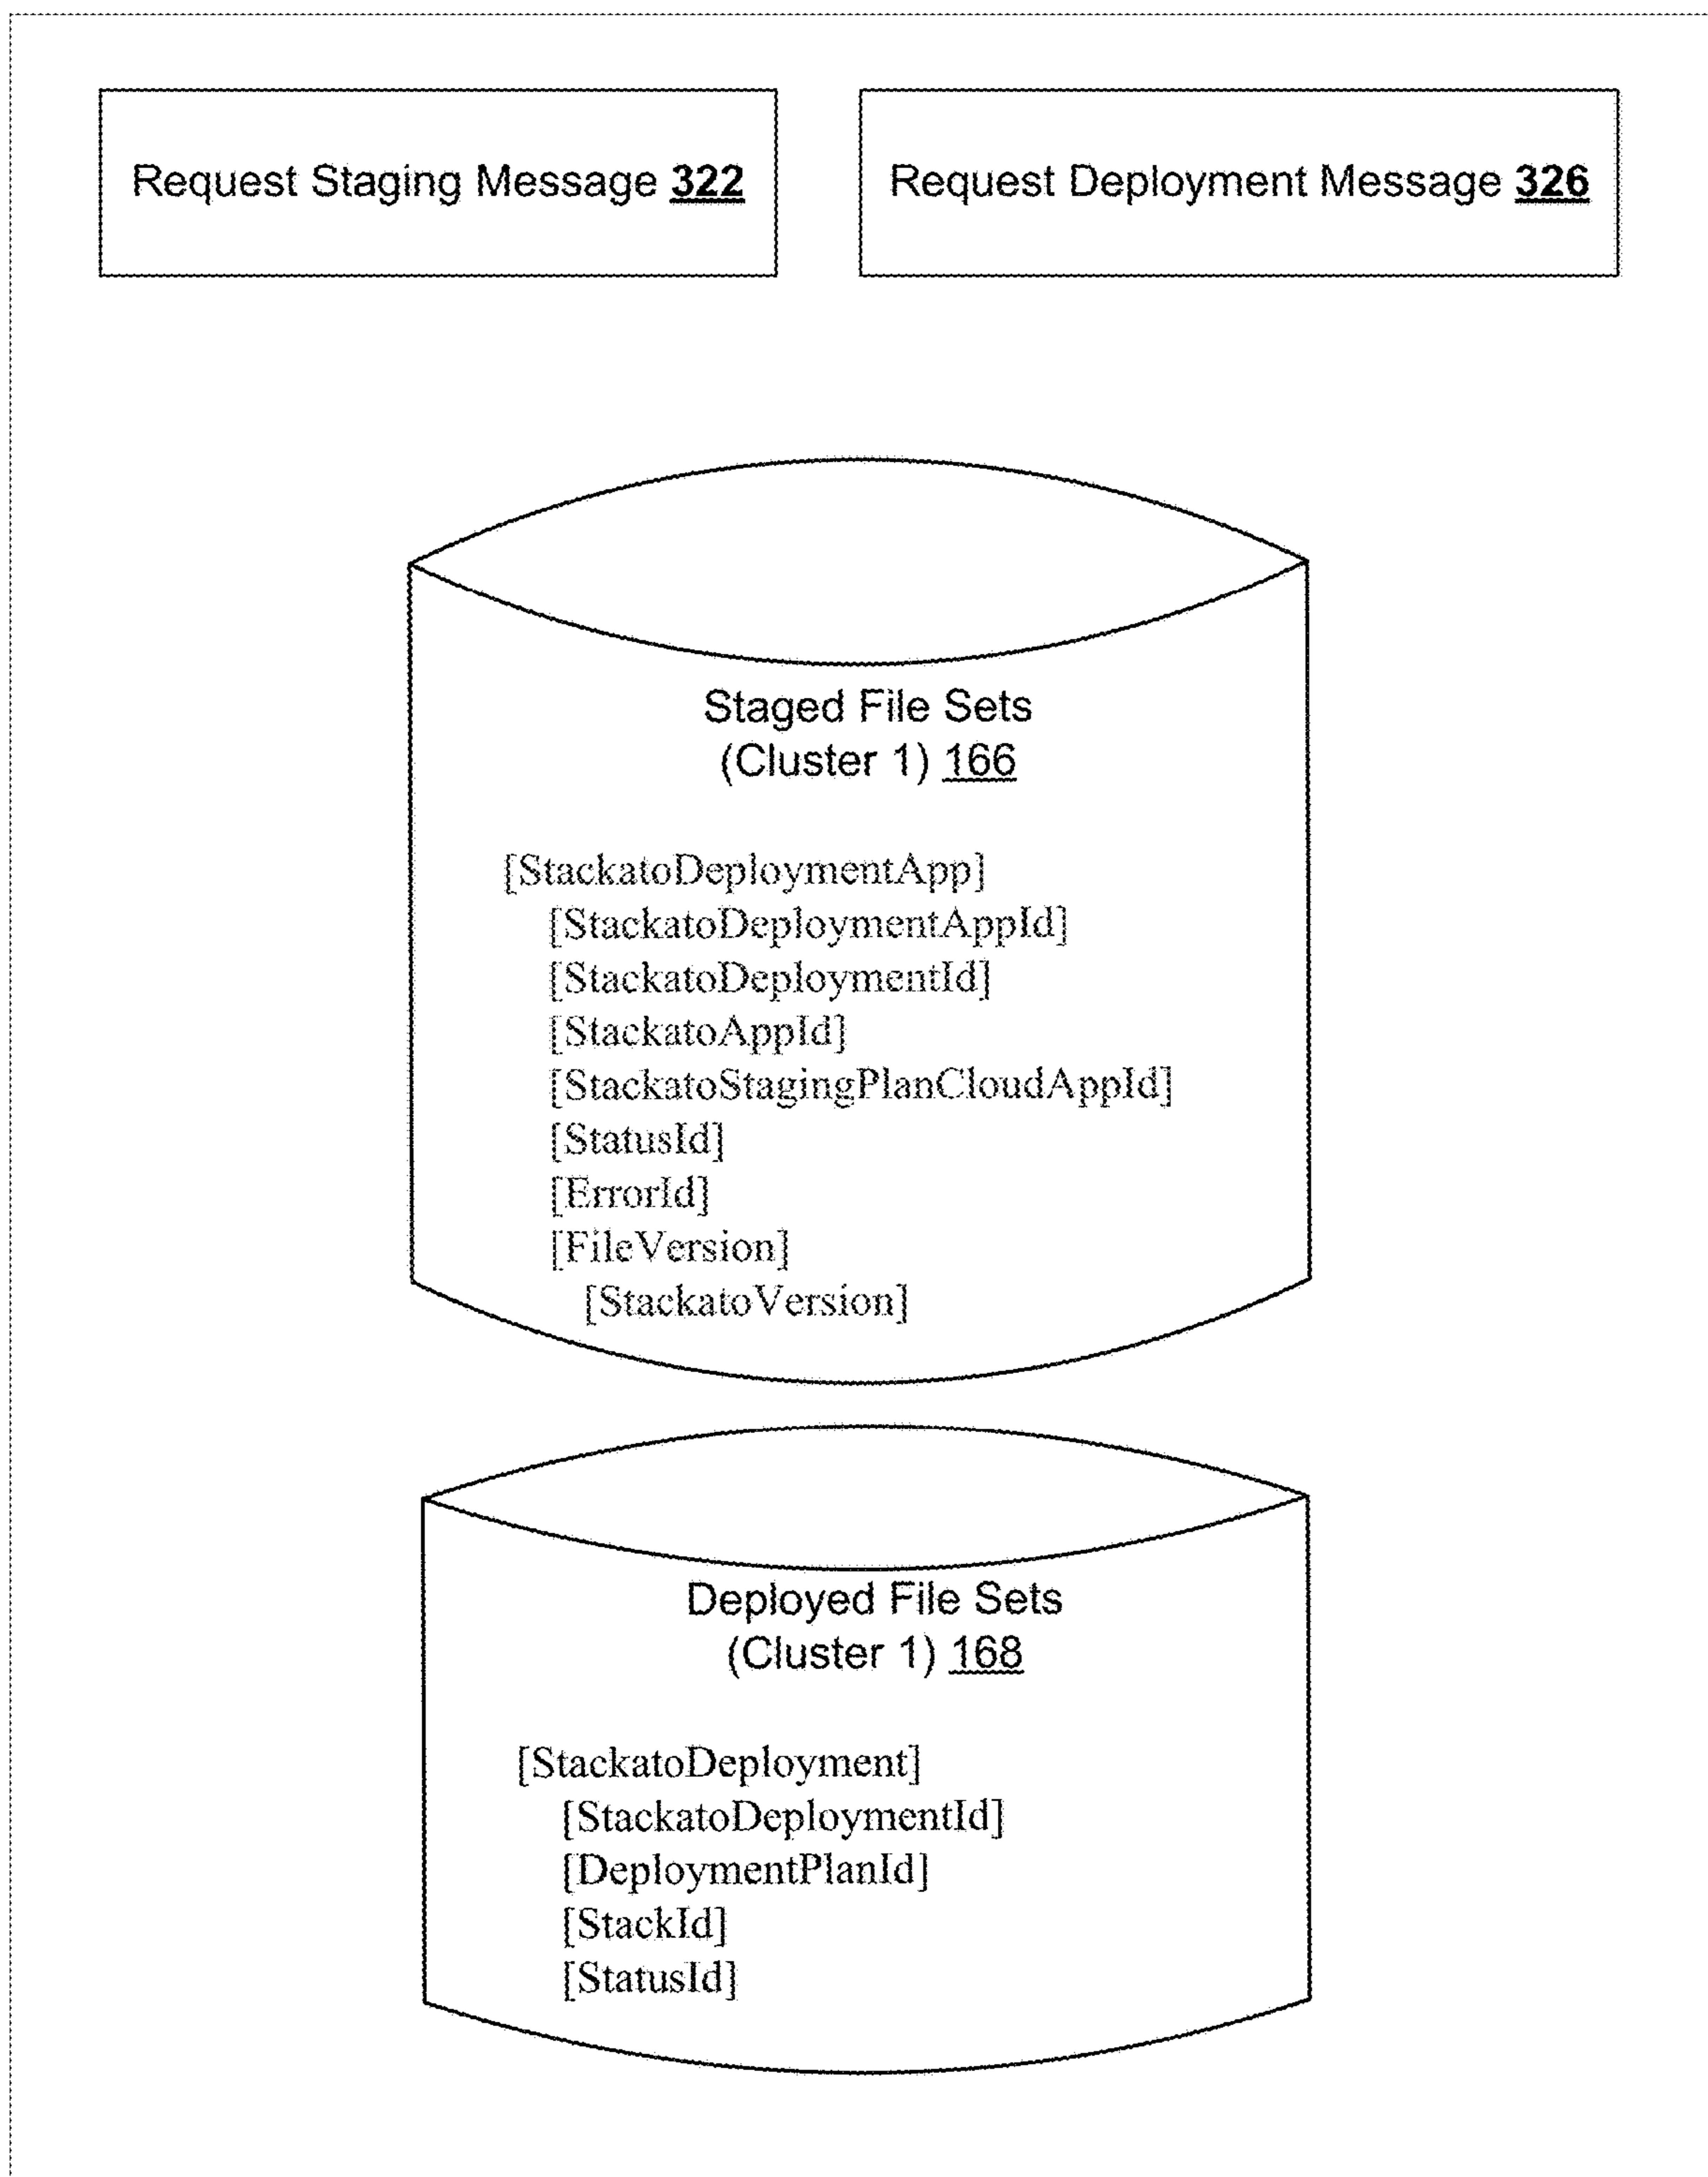 Request Staging Message 322
Request Deployment Message 326
Staged File Sets
(Cluster 1) 166
[StackatoDeploymentApp]
[StackatoDeploymentAppId]
[StackatoDeploymentId]
[StackatoAppId]
[StackatoStagingPlanCloudAppId]
[StatusId]
[ErrorId]
[FileVersion]
[StackatoVersion]
Deployed File Sets
(Cluster 1) 168
[StackatoDeployment]
[StackatoDeploymentId]
[DeploymentPlanId]
[StackId]
[StatusId]